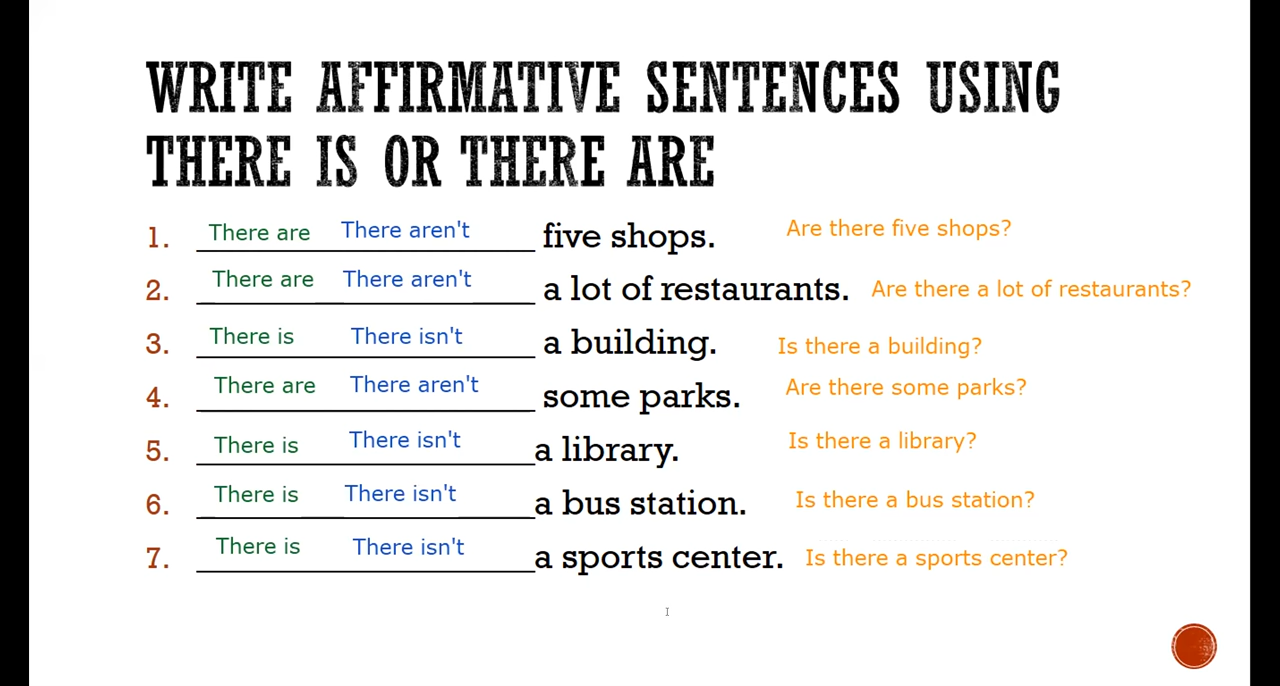 WRITE AFFIRMATIVE SENTENCES USING
THERE IS OR THERE ARE
1. There are There aren't five shops. Are there five shops?
2. There are There aren't a lot of restaurants. Are there a lot of restaurants?
3. There is There isn't a building. Is there a building?
4. There are There aren't some parks. Are there some parks?
5. There is There isn't a library. Is there a library?
6. There is There isn't a bus station. Is there a bus station?
7. There is There isn't a sports center. Is there a sports center?